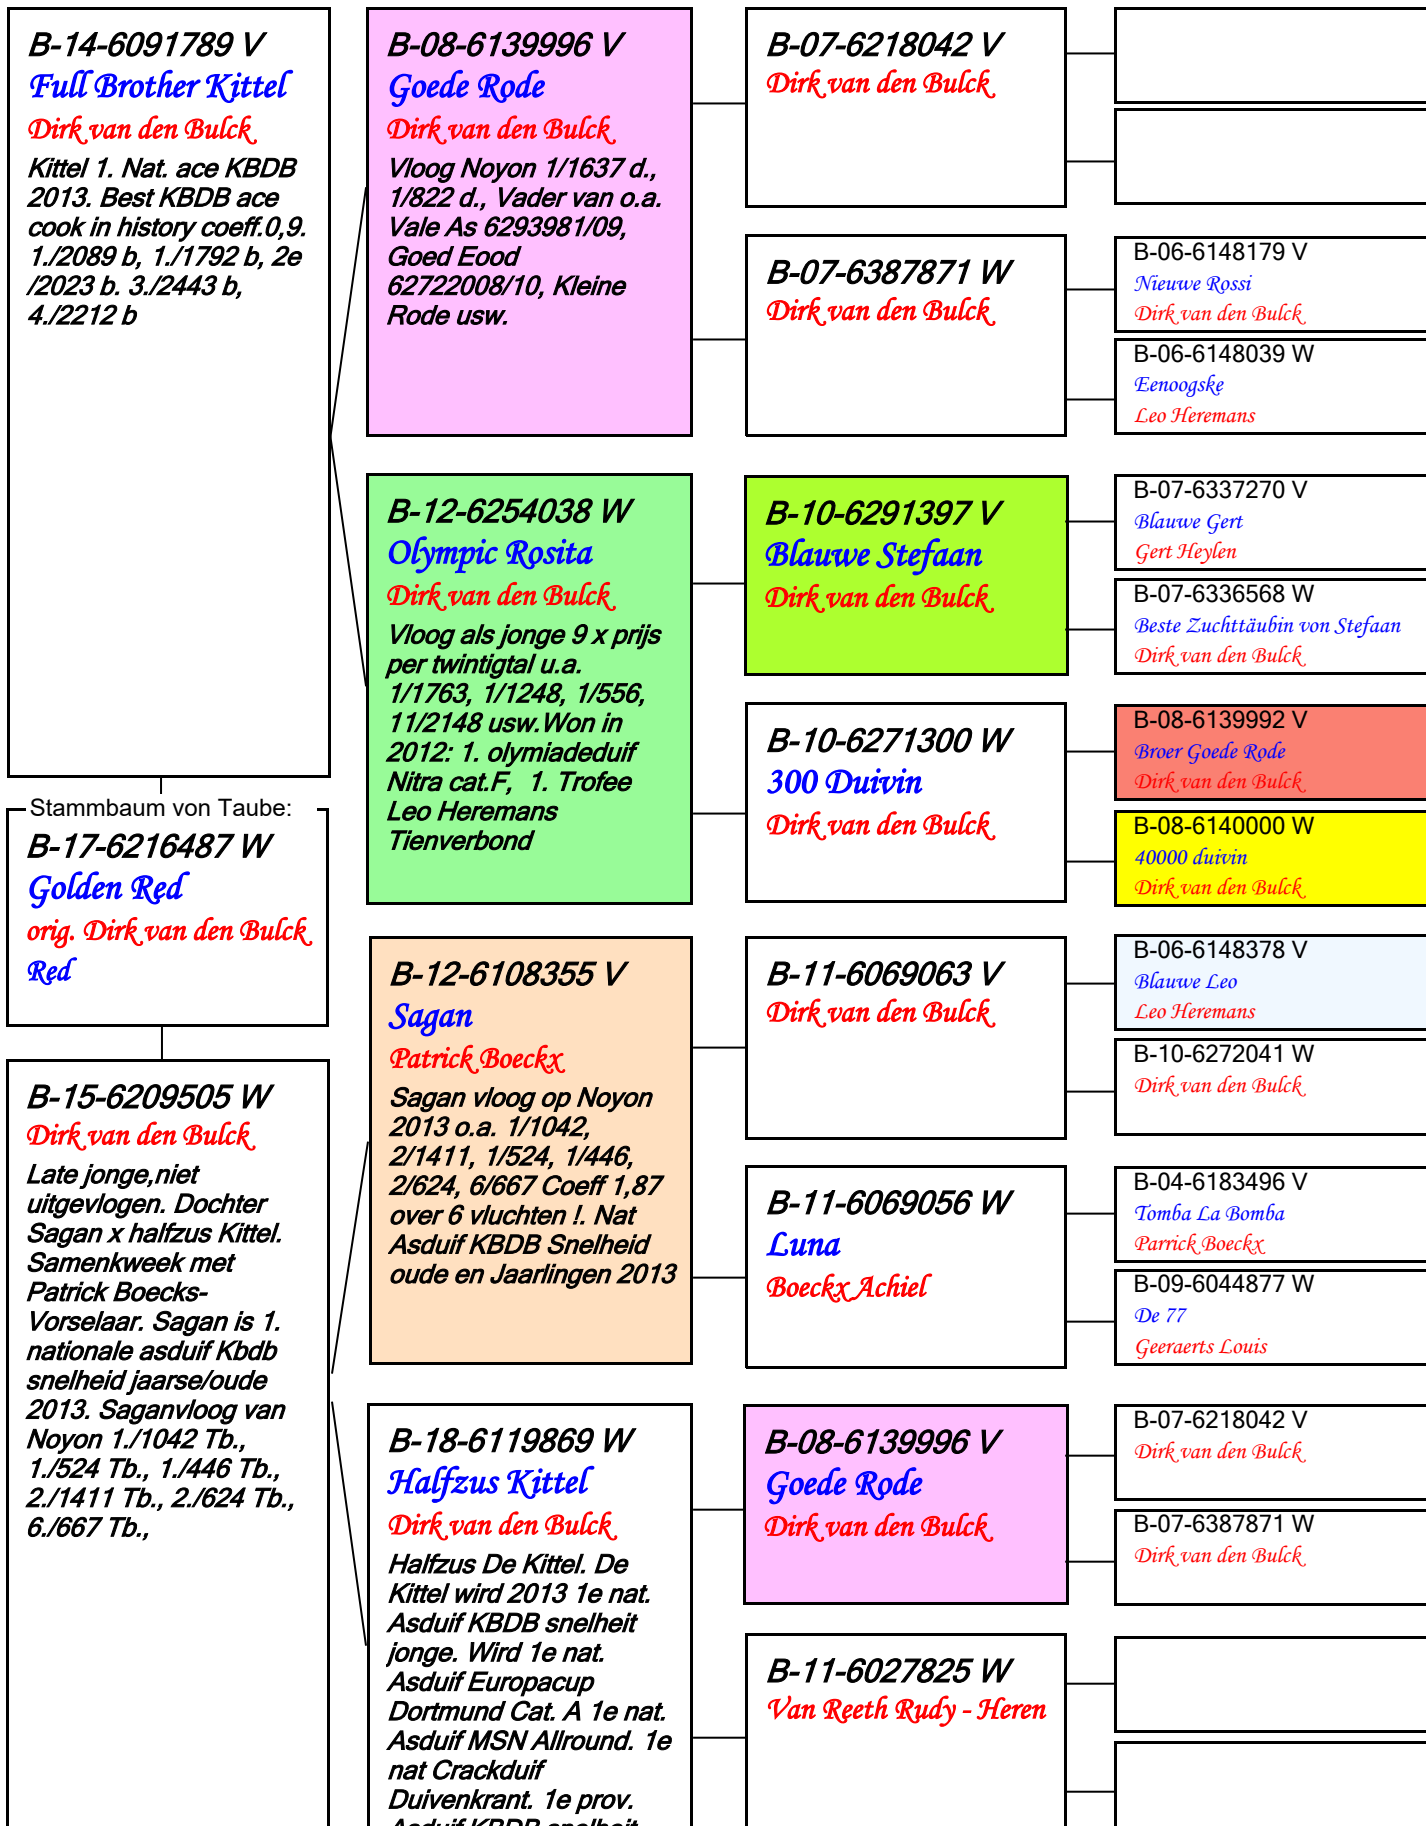 B-14-6091789 V
Full Brother Kittel
Dirk van den Bulck
Kittel 1. Nat. ace KBDB
2013. Best KBDB ace
cook in history coeff.0,9.
1./2089 b, 1./1792 b, 2e
/2023 b. 3./2443 b,
4./2212 b
Stammbaum von Taube:
B-17-6216487 W
Golden Red
orig. Dirk van den Bulck
Red
B-15-6209505 W
Dirk van den Bulck
Late jonge,niet
uitgevlogen. Dochter
Sagan x halfzus Kittel.
Samenkweek met
Patrick Boecks-
Vorselaar. Sagan is 1.
nationale asduif Kbdb
snelheid jaarse/oude
2013. Saganvloog van
Noyon 1./1042 Tb.,
1./524 Tb., 1./446 Tb.,
2./1411 Tb., 2./624 Tb.,
6./667 Tb.,
B-08-6139996 V
Goede Rode
Dirk van den Bulck
Vloog Noyon 1/1637 d.,
1/822 d., Vader van o.a.
Vale As 6293981/09,
Goed Eood
62722008/10, Kleine
Rode usw.
B-12-6254038 W
Olympic Rosita
Dirk van den Bulck
Vloog als jonge 9 x prijs
per twintigtal u.a.
1/1763, 1/1248, 1/556,
11/2148 usw.Won in
2012: 1. olymiadeduif
Nitra cat.F, 1. Trofee
Leo Heremans
Tienverbond
B-12-6108355 V
Sagan
Patrick Boeckx
Sagan vloog op Noyon
2013 o.a. 1/1042,
2/1411, 1/524, 1/446,
2/624, 6/667 Coeff 1,87
over 6 vluchten !. Nat
Asduif KBDB Snelheid
oude en Jaarlingen 2013
B-18-6119869 W
Halfzus Kittel
Dirk van den Bulck
Halfzus De Kittel. De
Kittel wird 2013 1e nat.
Asduif KBDB snelheit
jonge. Wird 1e nat.
Asduif Europacup
Dortmund Cat. A 1e nat.
Asduif MSN Allround. 1e
nat Crackduif
Duivenkrant. 1e prov.
Asduif KBDB snelheit
B-07-6218042 V
Dirk van den Bulck
B-07-6387871 W
Dirk van den Bulck
B-10-6291397 V
Blauwe Stefaan
Dirk van den Bulck
B-10-6271300 W
300 Duivin
Dirk van den Bulck
B-11-6069063 V
Dirk van den Bulck
B-11-6069056 W
Luna
Boeckx Achiel
B-08-6139996 V
Goede Rode
Dirk van den Bulck
B-11-6027825 W
Van Reeth Rudy - Heren
B-06-6148179 V
Nieuwe Rossi
Dirk van den Bulck
B-06-6148039 W
Eenoogske
Leo Heremans
B-07-6337270 V
Blauwe Gert
Gert Heylen
B-07-6336568 W
Beste Zuchttäubin von Stefaan
Dirk van den Bulck
B-08-6139992 V
Broer Goede Rode
Dirk van den Bulck
B-08-6140000 W
40000 duivin
Dirk van den Bulck
B-06-6148378 V
Blauwe Leo
Leo Heremans
B-10-6272041 W
Dirk van den Bulck
B-04-6183496 V
Tomba La Bomba
Parrick Boeckx
B-09-6044877 W
De 77
Geeraerts Louis
B-07-6218042 V
Dirk van den Bulck
B-07-6387871 W
Dirk van den Bulck